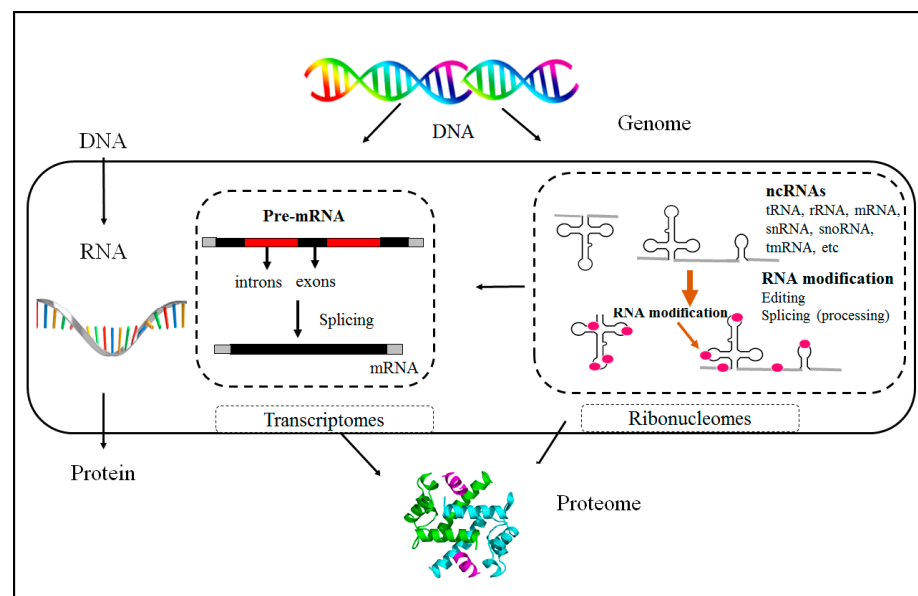 DNA
Genome
DNA
RNA
Protein
Pre-mRNA
introns exons
Splicing
mRNA
Transcriptomes
ncRNAs
tRNA, rRNA, mRNA,
snRNA, snoRNA,
tmRNA, etc
RNA modification
Editing
Splicing (processing)
RNA modification
Ribonucleomes
Proteome